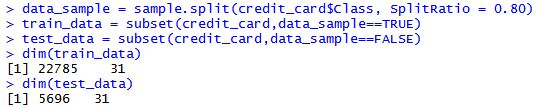 > data_sample = sample.split(credit_card$Class, SplitRatio = 0.80)
> train_data = subset(credit_card,data_sample==TRUE)
> test_data = subset(credit_card,data_sample==FALSE)
> dim(train_data)
[1] 22785    31
> dim(test_data)
[1] 5696   31